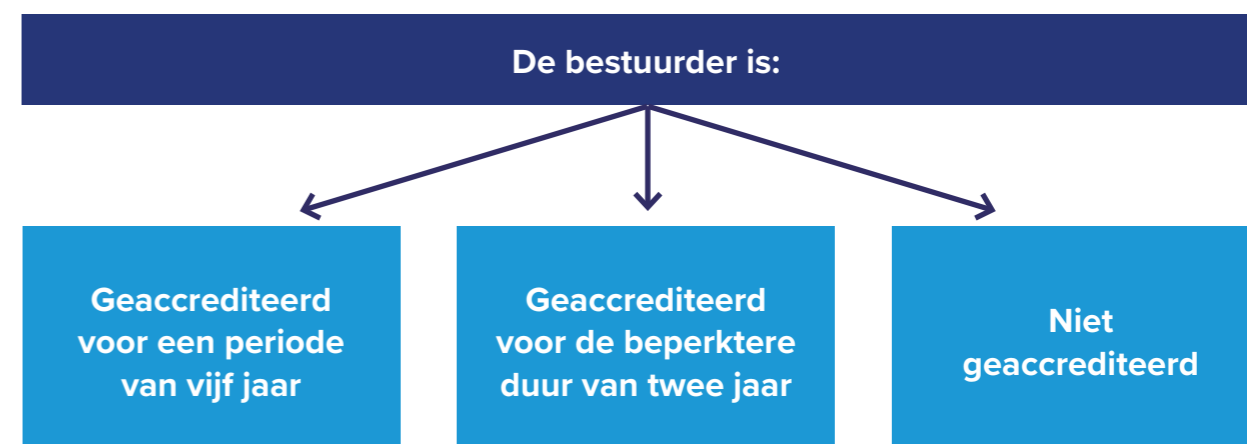 De bestuurder is:
Geaccrediteerd
voor een periode
van vijf jaar
Geaccrediteerd
voor de beperktere
duur van twee jaar
Niet
geaccrediteerd